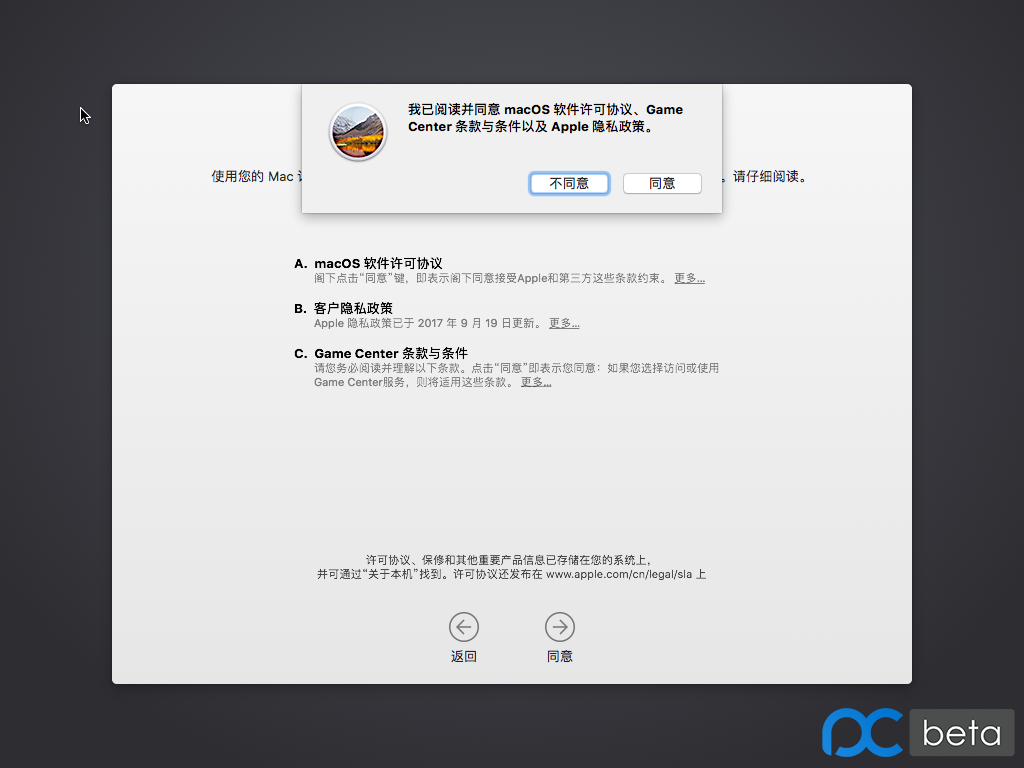 我已阅读并同意 macOS 软件许可协议、Game
Center 条款与条件以及 Apple 隐私政策。
不同意
同意
使用您的 Mac
。请仔细阅读。
A. macOS 软件许可协议
阁下点击“同意”键，即表示阁下同意接受Apple和第三方这些条款约束。 更多...
B. 客户隐私政策
Apple 隐私政策已于 2017 年 9 月 19 日更新。 更多...
C. Game Center 条款与条件
请您务必阅读并理解以下条款。点击“同意”即表示您同意：如果您选择访问或使用
Game Center服务，则将适用这些条款。 更多...
许可协议、保修和其他重要产品信息已存储在您的系统上，
并可通过“关于本机”找到。许可协议还发布在 www.apple.com/cn/legal/sla 上
返回
同意
pc beta